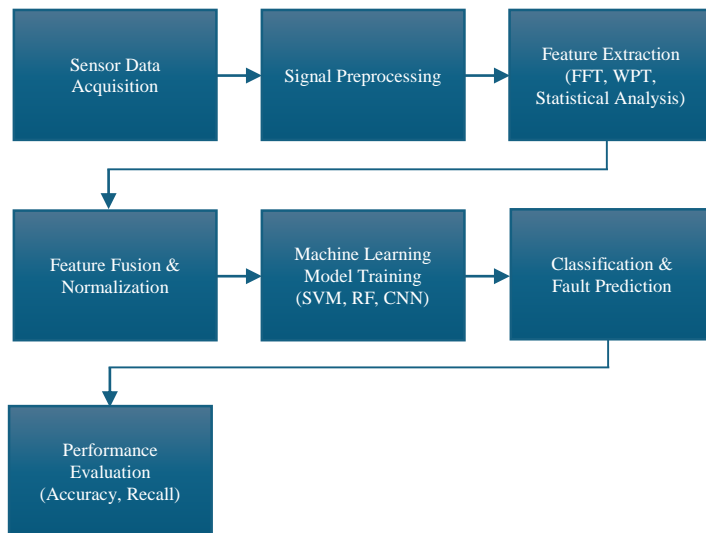 Sensor Data
Acquisition
Signal Preprocessing
Feature Extraction
(FFT, WPT,
Statistical Analysis)
Feature Fusion &
Normalization
Machine Learning
Model Training
(SVM, RF, CNN)
Classification &
Fault Prediction
Performance
Evaluation
(Accuracy, Recall)